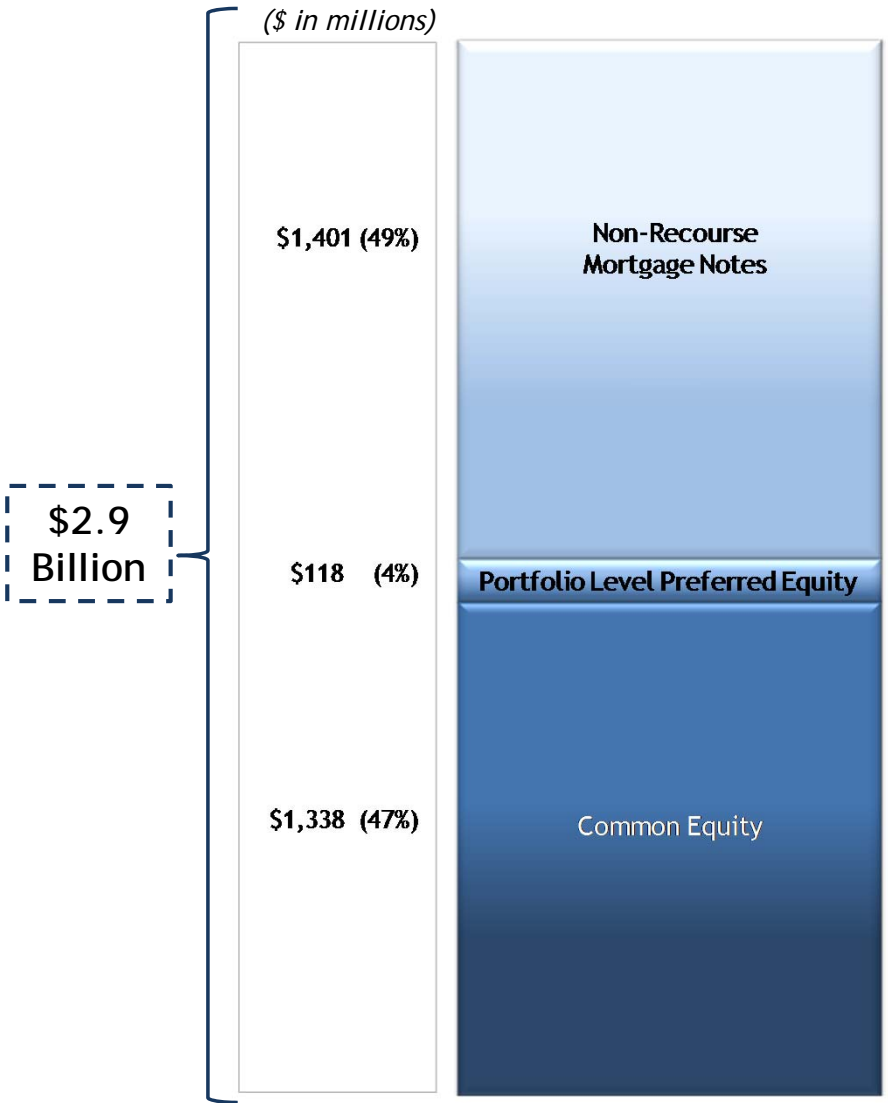 ($ in millions)
$1,401 (49%)
Non-Recourse
Mortgage Notes
$2.9
Billion
$118 (4%)
Portfolio Level Preferred Equity
$1,338 (47%)
Common Equity